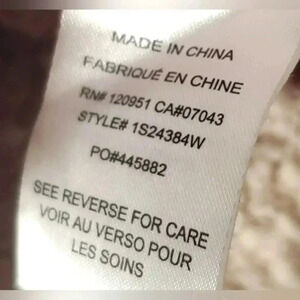 MADE IN CHINA
FABRIQUÉ EN CHINE
RN# 120951 CA#07043
STYLE# 1S24384W
PO#445882
SEE REVERSE FOR CARE
VOIR AU VERSO POUR
LES SOINS